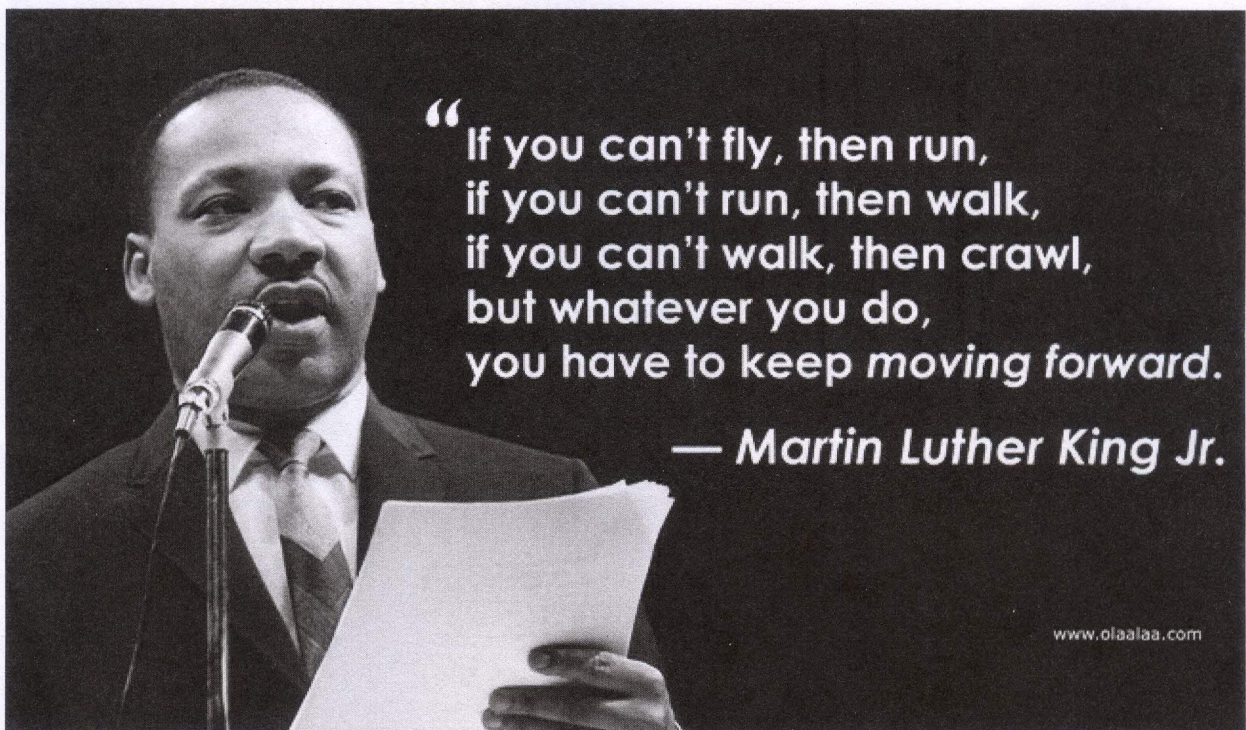 “If you can’t fly, then run,
if you can’t run, then walk,
if you can’t walk, then crawl,
but whatever you do,
you have to keep moving forward.
— Martin Luther King Jr.
www.olaalaa.com